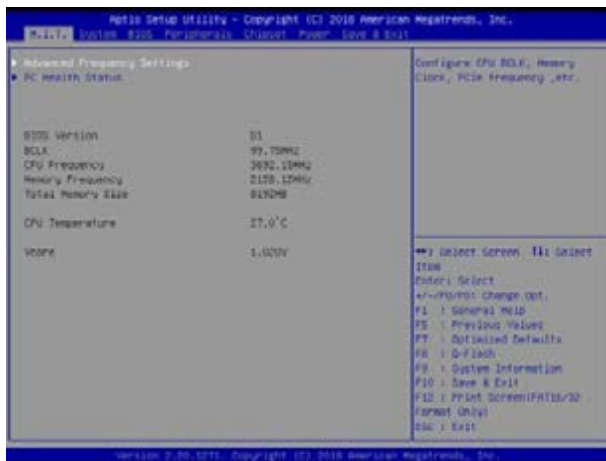 Aptio Setup Utility - Copyright (C) 2018 American Megatrends, Inc.
M.I.T. System BIOS Peripherals Chipset Power Save & Exit
Advanced Frequency Settings
PC Health Status
Configure CPU BCLK, Memory
Clock, PCIe frequency ,etc.
BIOS Version D1
BCLK 99.75MHz
CPU Frequency 3692.15MHz
Memory Frequency
Total Memory Size 8192MB
CPU Temperature 27.0°C
Vcore
: Select Screen : Select
Item
Enter: Select
+/-/PU/PD: Change Opt.
F1 : General Help
F5 : Previous Values
F7 : Optimized Defaults
F8 : Q-Flash
F9 : System Information
F10 : Save & Exit
F12 : Print Screen(FAT16/32
Format Only)
ESC : Exit
Version 2.20.1271. Copyright (C) 2018 American Megatrends, Inc.